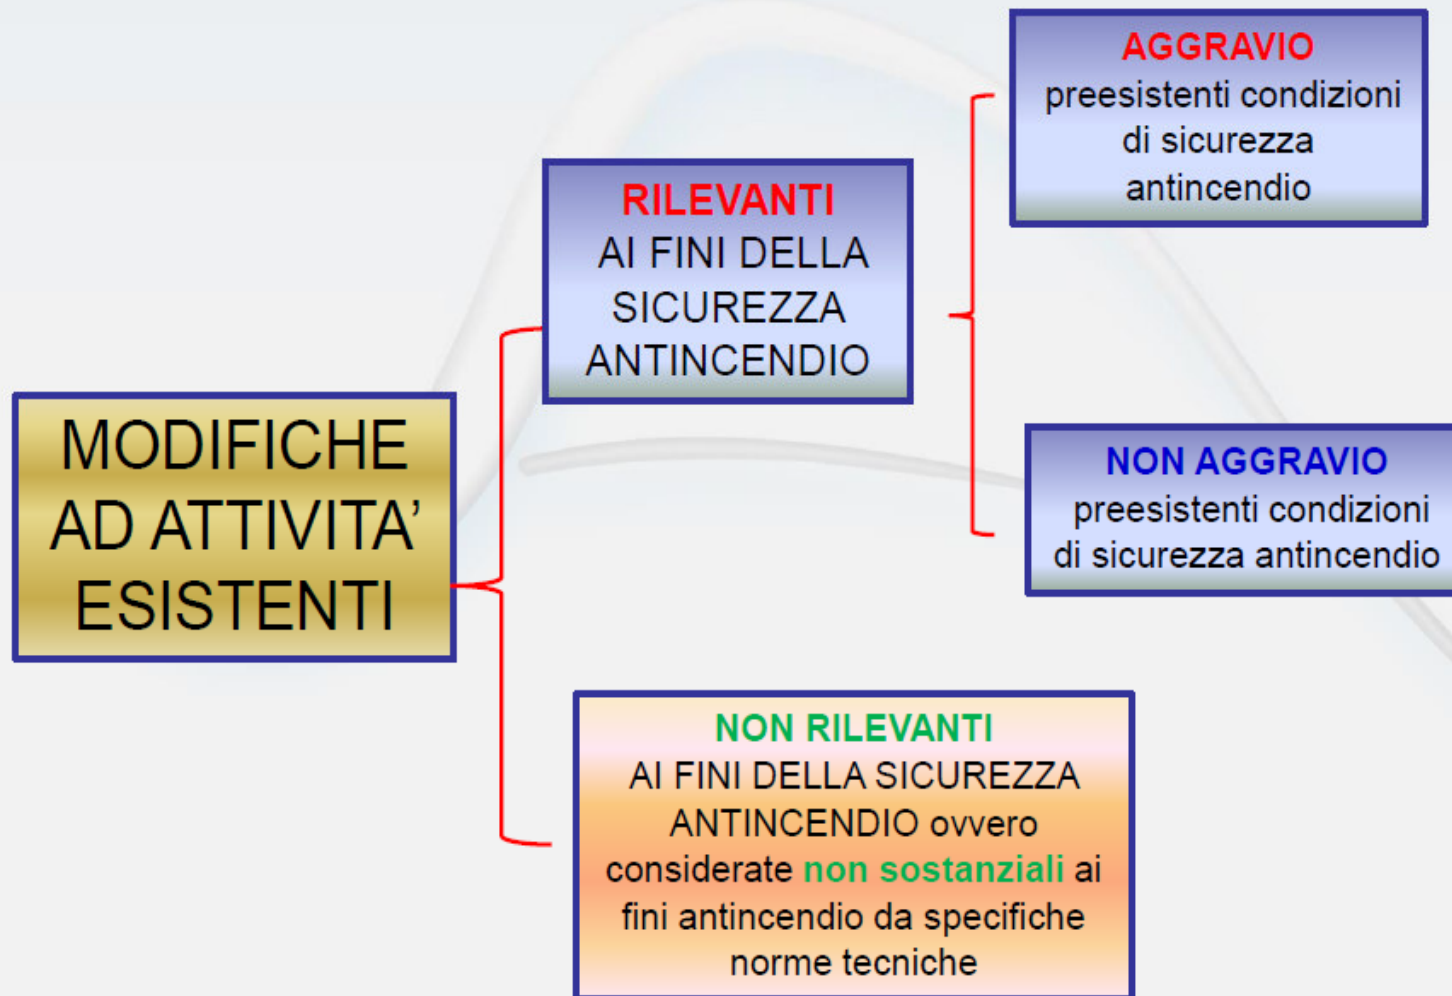 MODIFICHE
AD ATTIVITA’
ESISTENTI
RILEVANTI
AI FINI DELLA
SICUREZZA
ANTINCENDIO
AGGRAVIO
preesistenti condizioni
di sicurezza
antincendio
NON AGGRAVIO
preesistenti condizioni
di sicurezza antincendio
NON RILEVANTI
AI FINI DELLA SICUREZZA
ANTINCENDIO ovvero
considerate non sostanziali ai
fini antincendio da specifiche
norme tecniche